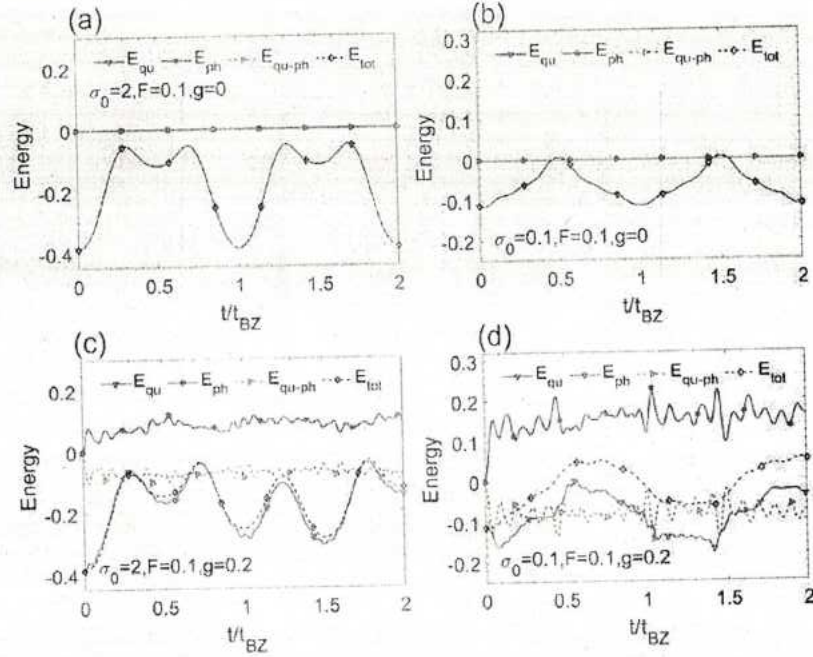 (a)
0.2
0
-0.2
-0.4
Energy
E_qu E_ph E_qu-ph E_tot
σ_0=2,F=0.1,g=0
0 0.5 1 1.5 2
t/t_BZ
(b)
0.3
0.2
0.1
0
-0.1
-0.2
Energy
E_qu E_ph E_qu-ph E_tot
σ_0=0.1,F=0.1,g=0
0 0.5 1 1.5 2
t/t_BZ
(c)
0.2
0
-0.2
-0.4
Energy
E_qu E_ph E_qu-ph E_tot
σ_0=2,F=0.1,g=0.2
0 0.5 1 1.5 2
t/t_BZ
(d)
0.3
0.2
0.1
0
-0.1
-0.2
Energy
E_qu E_ph E_qu-ph E_tot
σ_0=0.1,F=0.1,g=0.2
0 0.5 1 1.5 2
t/t_BZ